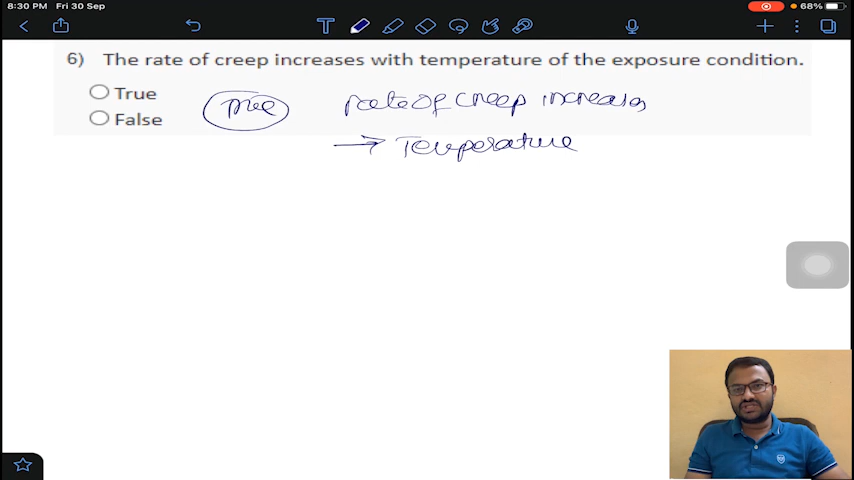 8:30 PM Fri 30 Sep
68%
6) The rate of creep increases with temperature of the exposure condition.
True
False
True
rate of creep increases
→ Temperature